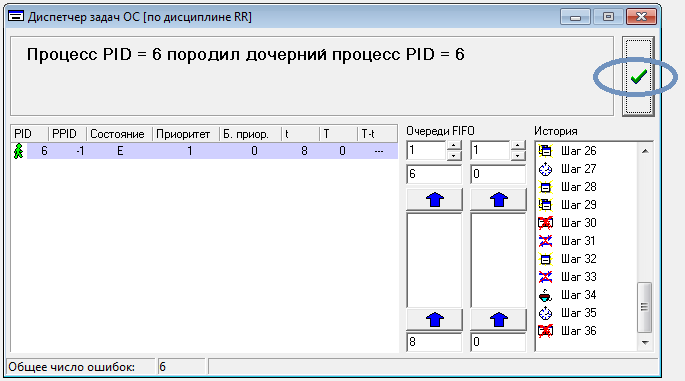 Диспетчер задач ОС [по дисциплине RR]
Процесс PID = 6 породил дочерний процесс PID = 6
PID PPID Состояние Приоритет Б. приор. t T T-t
6 -1 E 1 0 8 0 ---
Очереди FIFO
1 1
6 0
8 0
История
Шаг 26
Шаг 27
Шаг 28
Шаг 29
Шаг 30
Шаг 31
Шаг 32
Шаг 33
Шаг 34
Шаг 35
Шаг 36
Общее число ошибок: 6